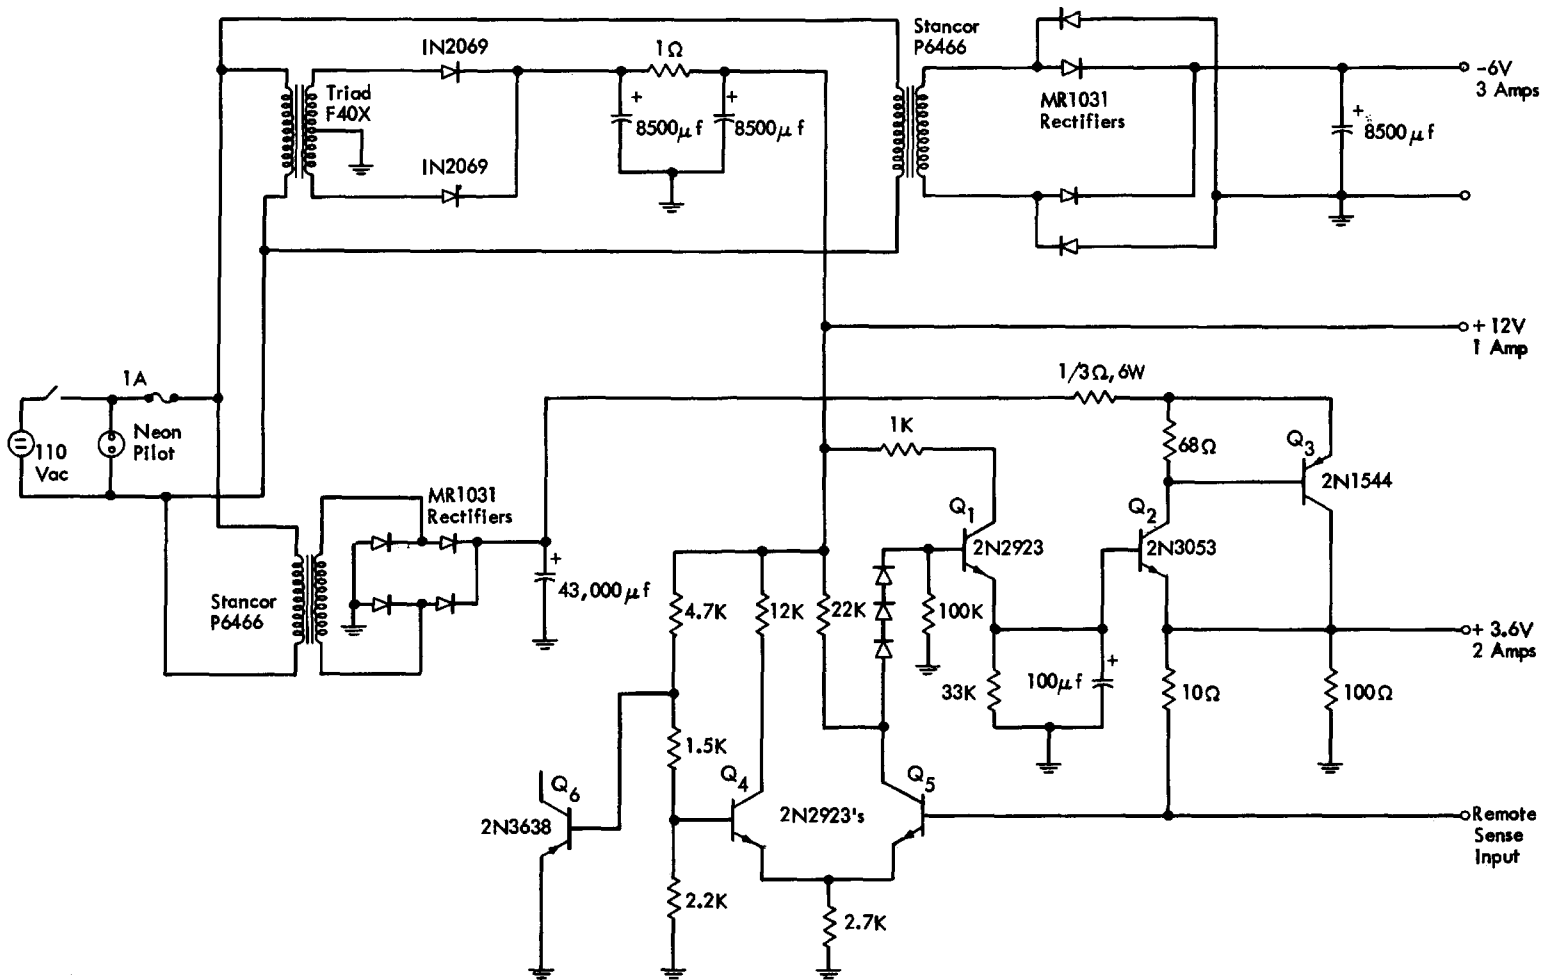 Stancor
P6466
IN2069
1Ω
Triad
F40X
+
8500μf
+
8500μf
MR1031
Rectifiers
-6V
3 Amps
+
8500μf
IN2069
+ 12V
1 Amp
1/3Ω, 6W
1A
Neon
Pilot
110
Vac
1K
68Ω
Q3
2N1544
MR1031
Rectifiers
Q1
2N2923
Q2
2N3053
+
43,000μf
Stancor
P6466
4.7K
12K
22K
100K
+ 3.6V
2 Amps
33K
+
100μf
10Ω
100Ω
1.5K
Q6
2N3638
Q4
2N2923's
Q5
Remote
Sense
Input
2.2K
2.7K